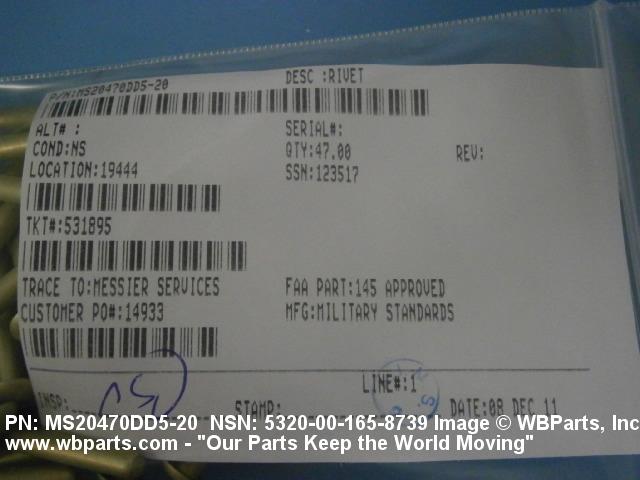 P/N:MS20470DD5-20 DESC :RIVET
ALT# : SERIAL#:
COND:NS QTY:47.00 REV:
LOCATION:19444 SSN:123517
TKT#:531895
TRACE TO:MESSIER SERVICES FAA PART:145 APPROVED
CUSTOMER PO#:14933 MFG:MILITARY STANDARDS
LINE#:1
INSP: STAMP: DATE:08 DEC 11
PN: MS20470DD5-20 NSN: 5320-00-165-8739 Image © WBParts, Inc
www.wbparts.com - "Our Parts Keep the World Moving"